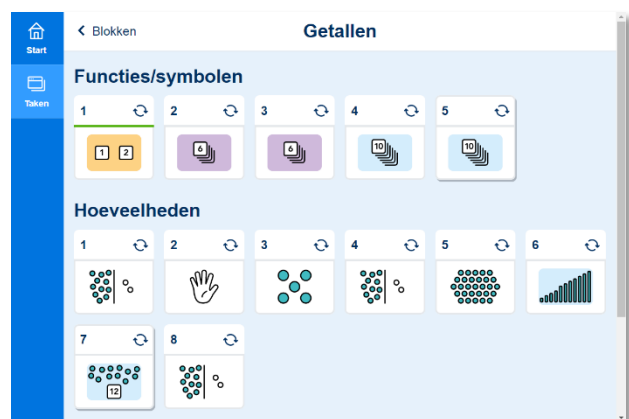 Start
Taken
Blokken
Getallen
Functies/symbolen
1 2 3 4 5
1 2 6 6 10 10
Hoeveelheden
1 2 3 4 5 6
7 8
12